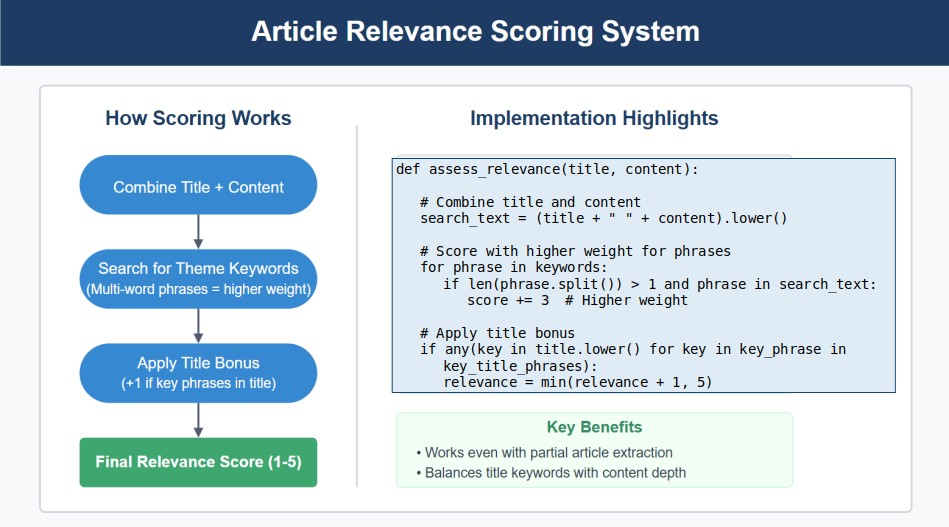 Article Relevance Scoring System
How Scoring Works
Combine Title + Content
Search for Theme Keywords
(Multi-word phrases = higher weight)
Apply Title Bonus
(+1 if key phrases in title)
Final Relevance Score (1-5)
Implementation Highlights
def assess_relevance(title, content):
# Combine title and content
search_text = (title + " " + content).lower()
# Score with higher weight for phrases
for phrase in keywords:
if len(phrase.split()) > 1 and phrase in search_text:
score += 3  # Higher weight
# Apply title bonus
if any(key in title.lower() for key in key_phrase in
key_title_phrases):
relevance = min(relevance + 1, 5)
Key Benefits
• Works even with partial article extraction
• Balances title keywords with content depth